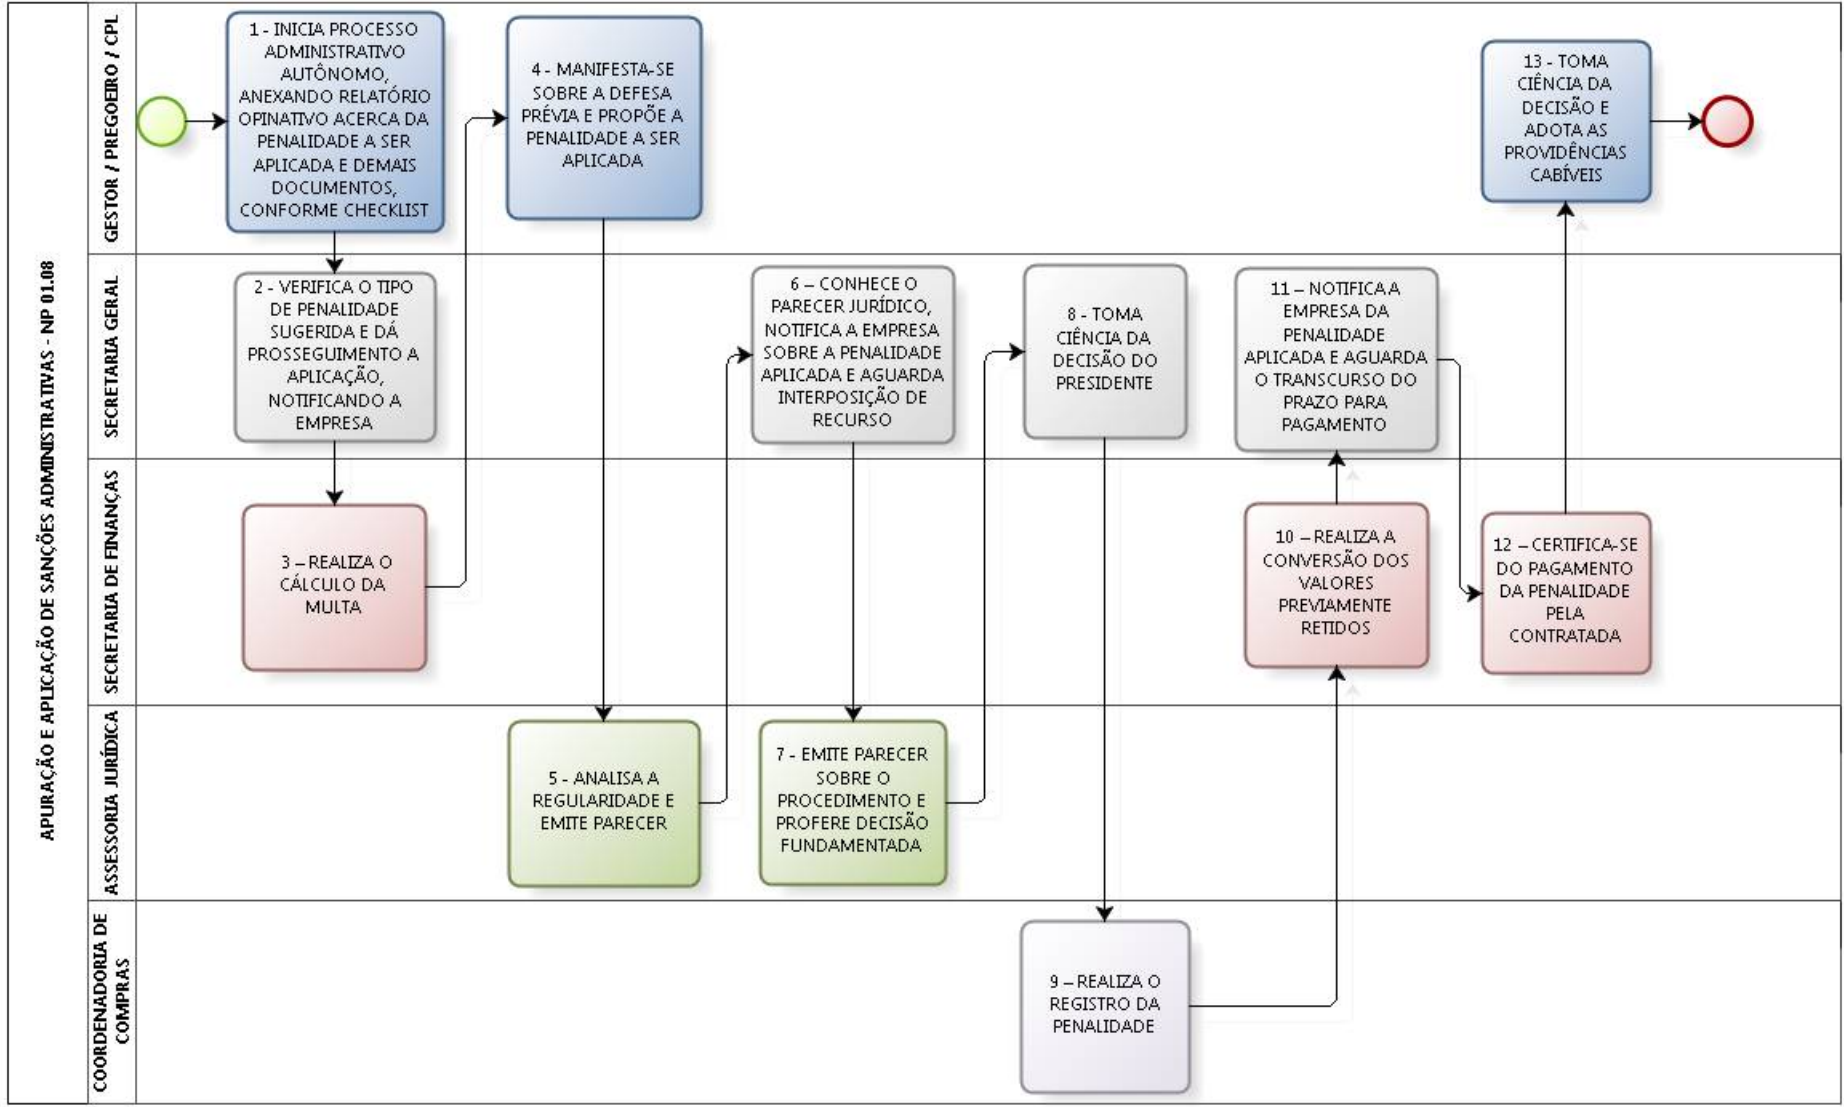 APURAÇÃO E APLICAÇÃO DE SANÇÕES ADMINISTRATIVAS - NP 01.08
GESTOR / PREGOEIRO / CPL
1 - INICIA PROCESSO
ADMINISTRATIVO
AUTÔNOMO,
ANEXANDO RELATÓRIO
OPINATIVO ACERCA DA
PENALIDADE A SER
APLICADA E DEMAIS
DOCUMENTOS,
CONFORME CHECKLIST
4 - MANIFESTA-SE
SOBRE A DEFESA
PRÉVIA E PROPÕE A
PENALIDADE A SER
APLICADA
13 - TOMA
CIÊNCIA DA
DECISÃO E
ADOTA AS
PROVIDÊNCIAS
CABÍVEIS
SECRETARIA GERAL
2 - VERIFICA O TIPO
DE PENALIDADE
SUGERIDA E DÁ
PROSSEGUIMENTO A
APLICAÇÃO,
NOTIFICANDO A
EMPRESA
6 – CONHECE O
PARECER JURÍDICO,
NOTIFICA A EMPRESA
SOBRE A PENALIDADE
APLICADA E AGUARDA
INTERPOSIÇÃO DE
RECURSO
8 - TOMA
CIÊNCIA DA
DECISÃO DO
PRESIDENTE
11 – NOTIFICA A
EMPRESA DA
PENALIDADE
APLICADA E AGUARDA
O TRANSCURSO DO
PRAZO PARA
PAGAMENTO
SECRETARIA DE FINANÇAS
3 – REALIZA O
CÁLCULO DA
MULTA
10 – REALIZA A
CONVERSÃO DOS
VALORES
PREVIAMENTE
RETIDOS
12 – CERTIFICA-SE
DO PAGAMENTO
DA PENALIDADE
PELA
CONTRATADA
ASSESSORIA JURÍDICA
5 - ANALISA A
REGULARIDADE E
EMITE PARECER
7 - EMITE PARECER
SOBRE O
PROCEDIMENTO E
PROFERE DECISÃO
FUNDAMENTADA
COORDENADORIA DE
COMPRAS
9 – REALIZA O
REGISTRO DA
PENALIDADE